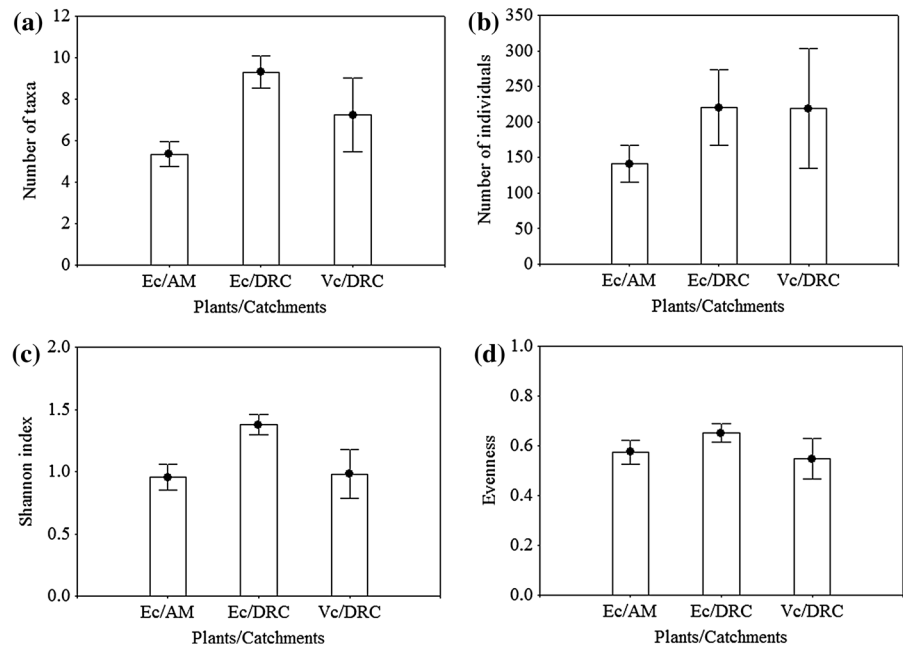 (a)
12
10
8
6
4
2
0
Number of taxa
Ec/AM Ec/DRC Vc/DRC
Plants/Catchments
(b)
350
300
250
200
150
100
50
0
Number of individuals
Ec/AM Ec/DRC Vc/DRC
Plants/Catchments
(c)
2.0
1.5
1.0
0.5
0.0
Shannon index
Ec/AM Ec/DRC Vc/DRC
Plants/Catchments
(d)
1.0
0.8
0.6
0.4
0.2
0.0
Evenness
Ec/AM Ec/DRC Vc/DRC
Plants/Catchments